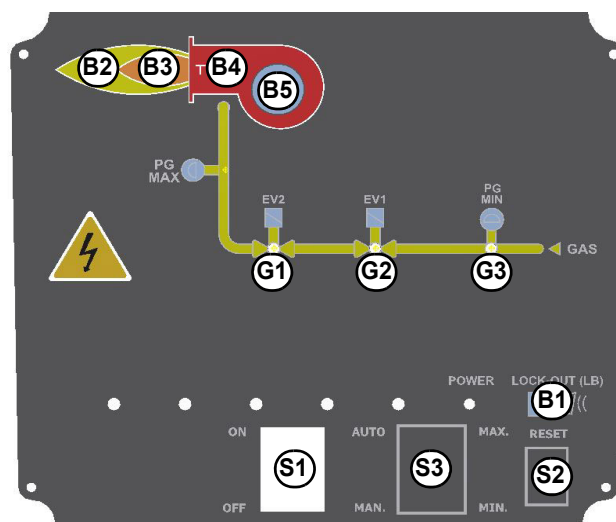 B2 B3 T B4
B5
PG
MAX
EV2 EV1 PG
MIN
GAS
G1 G2 G3
POWER LOCK-OUT (LB)
B1
ON AUTO MAX. RESET
S1 S3 S2
OFF MAN. MIN.